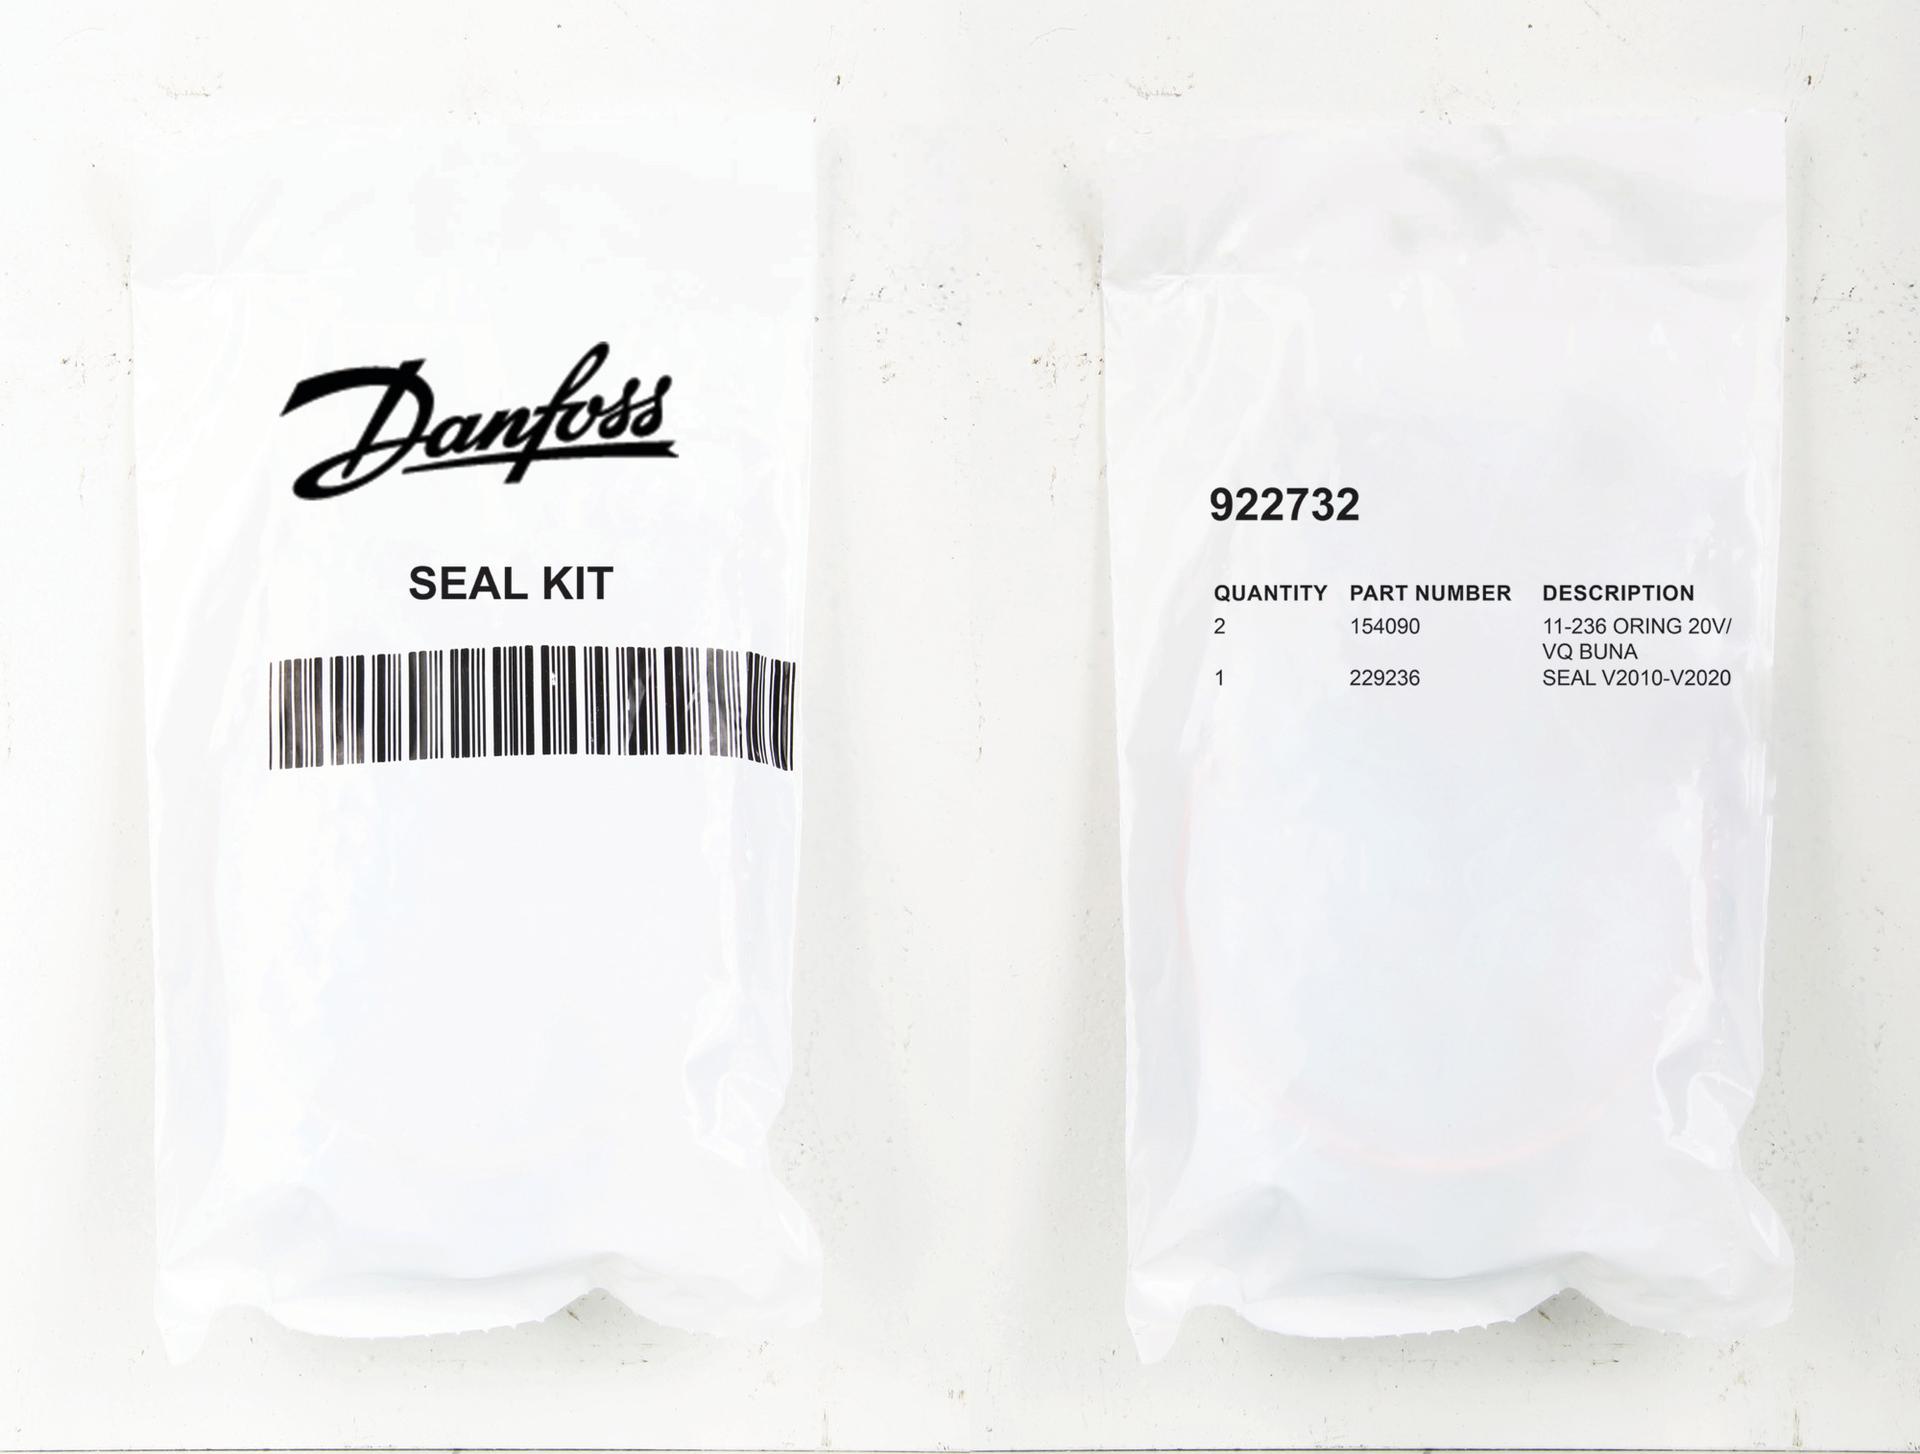 Danfoss
SEAL KIT
922732
QUANTITY PART NUMBER DESCRIPTION
2 154090 11-236 ORING 20V/
VQ BUNA
1 229236 SEAL V2010-V2020